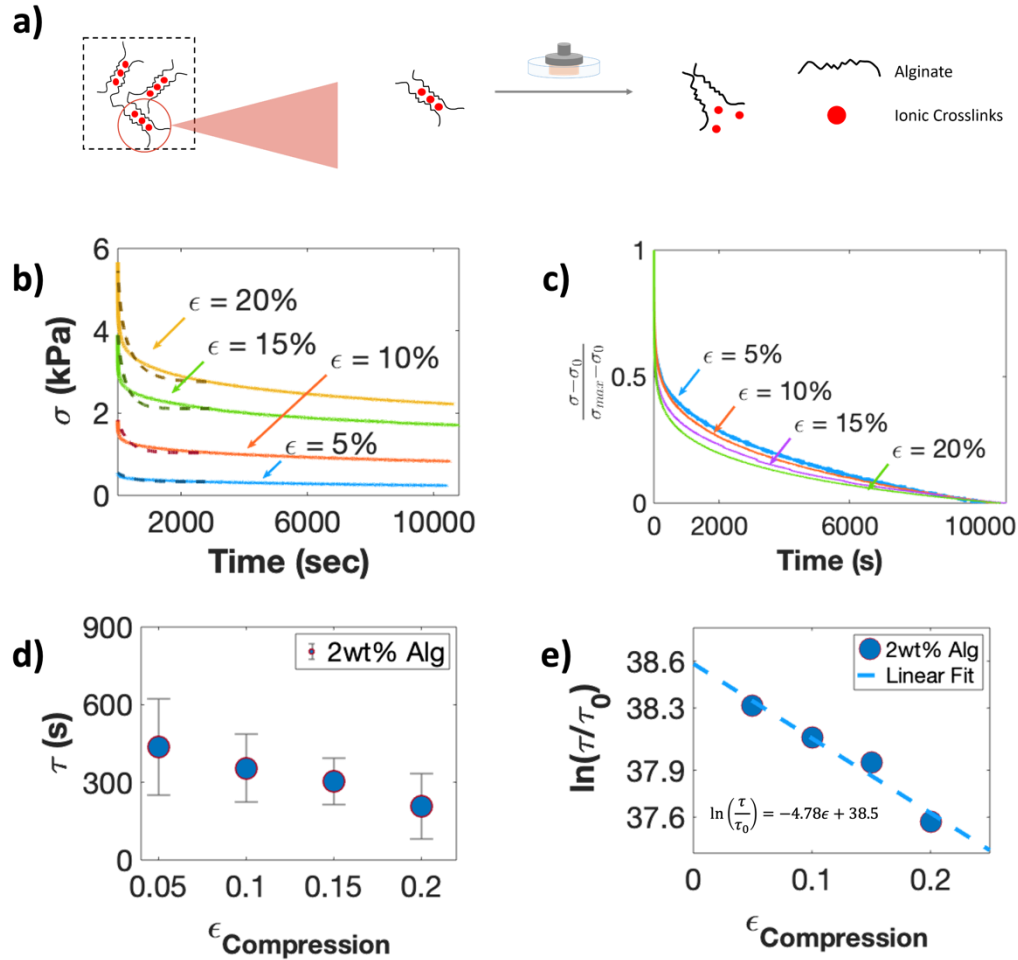 a)
Alginate
Ionic Crosslinks
b)
σ (kPa)
6
4
2
0
ϵ = 20%
ϵ = 15%
ϵ = 10%
ϵ = 5%
2000
6000
10000
Time (sec)
c)
σ−σ0
σmax−σ0
1
0.5
0
ϵ = 5%
ϵ = 10%
ϵ = 15%
ϵ = 20%
0
2000
6000
10000
Time (s)
d)
τ (s)
900
600
300
0
2wt% Alg
0.05
0.1
0.15
0.2
ϵCompression
e)
ln(τ/τ0)
38.6
38.3
37.9
37.6
2wt% Alg
Linear Fit
ln(τ/τ0) = −4.78ϵ + 38.5
0
0.1
0.2
ϵCompression